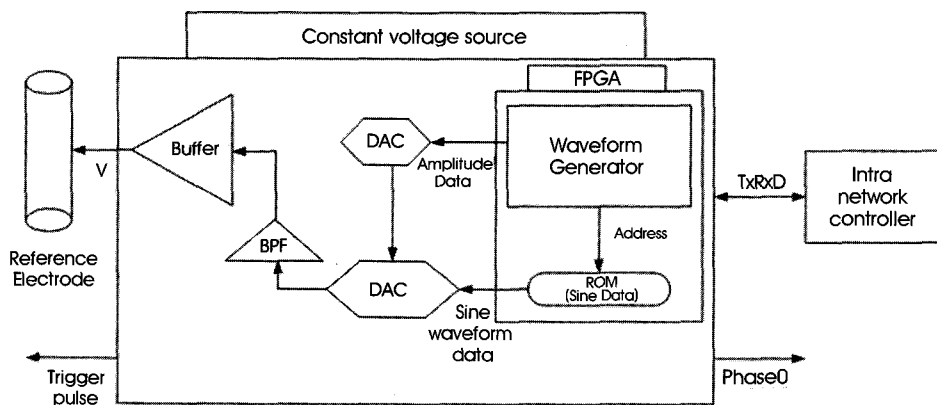 Constant voltage source
FPGA
Buffer
V
DAC
Amplitude
Data
Waveform
Generator
TxRxD
Intra
network
controller
Reference
Electrode
BPF
Address
DAC
ROM
(Sine Data)
Sine
waveform
data
Trigger
pulse
Phase0